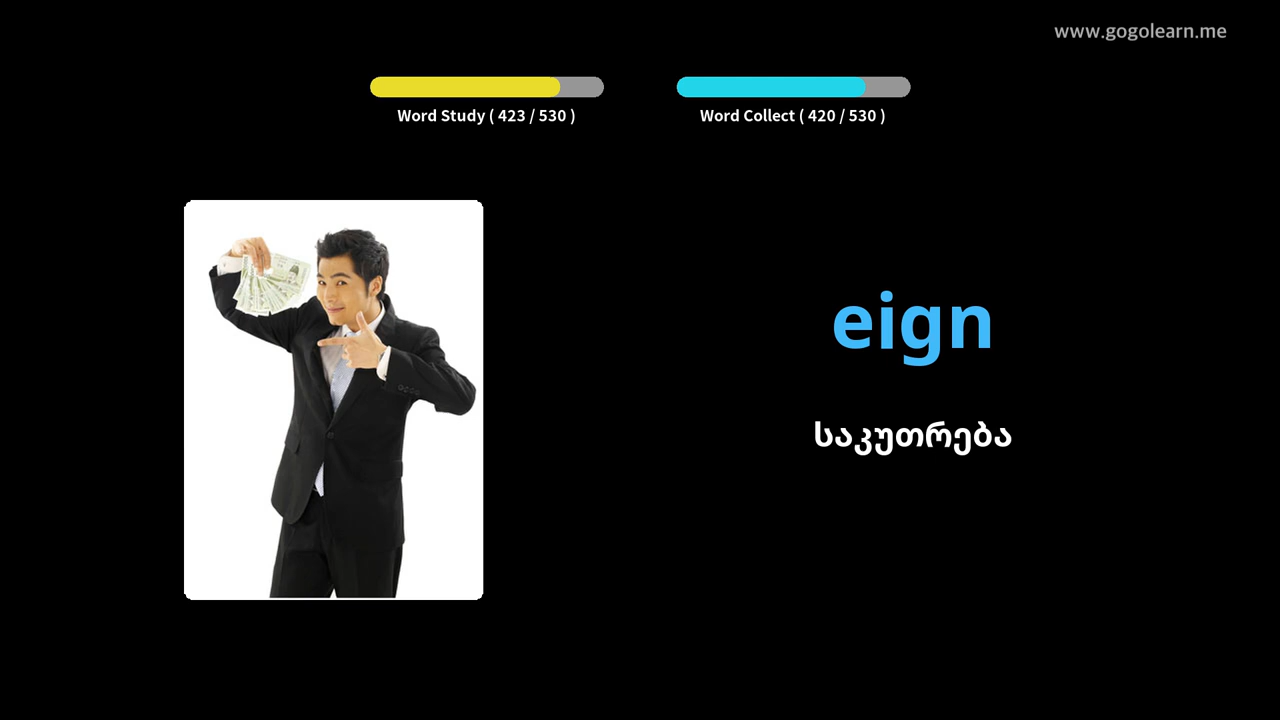 www.gogolearn.me
Word Study ( 423 / 530 )
Word Collect ( 420 / 530 )
eign
საკუთრება